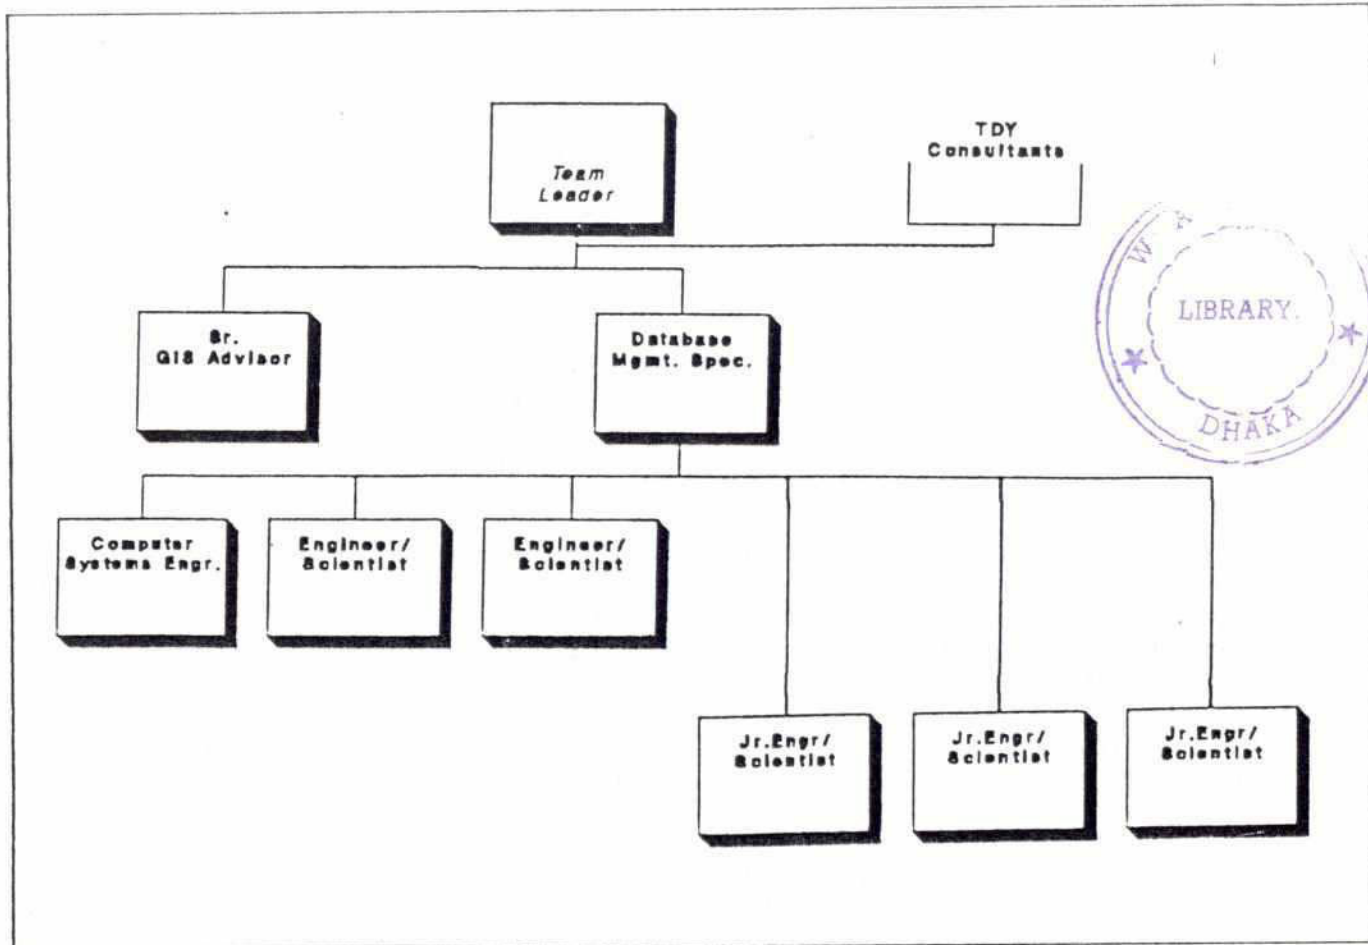 Team
Leader
TDY
Consultants
Sr.
GIS Advisor
Database
Mgmt. Spec.
Computer
Systems Engr.
Engineer/
Scientist
Engineer/
Scientist
Jr.Engr/
Scientist
Jr.Engr/
Scientist
Jr.Engr/
Scientist
LIBRARY.
DHAKA